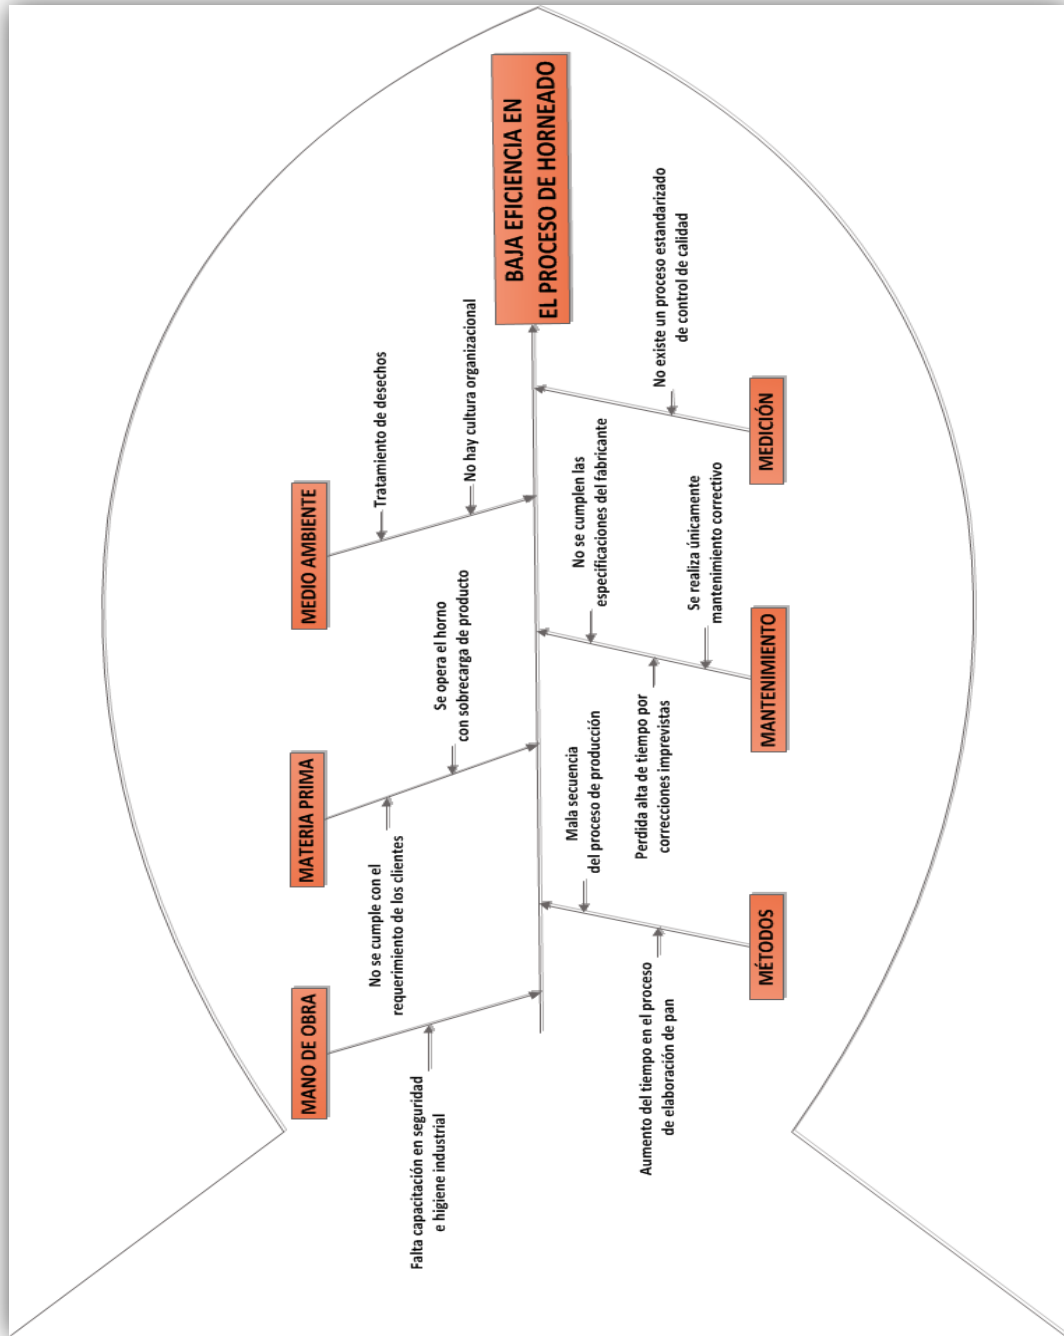 MANO DE OBRA
Falta capacitación en seguridad
e higiene industrial
MATERIA PRIMA
No se cumple con el
requerimiento de los clientes
Se opera el horno
con sobrecarga de producto
MEDIO AMBIENTE
Tratamiento de desechos
No hay cultura organizacional
BAJA EFICIENCIA EN
EL PROCESO DE HORNEADO
MÉTODOS
Mala secuencia
del proceso de producción
Aumento del tiempo en el proceso
de elaboración de pan
MANTENIMIENTO
No se cumplen las
especificaciones del fabricante
Perdida alta de tiempo por
correcciones imprevistas
Se realiza únicamente
mantenimiento correctivo
MEDICIÓN
No existe un proceso estandarizado
de control de calidad